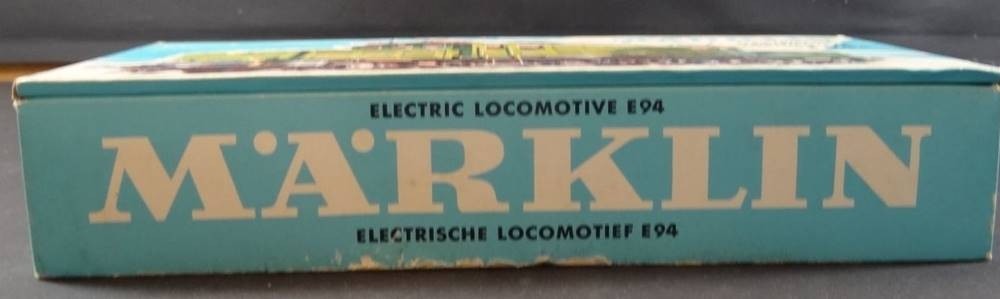 ELECTRIC LOCOMOTIVE E94
MÄRKLIN
ELECTRISCHE LOCOMOTIEF E94